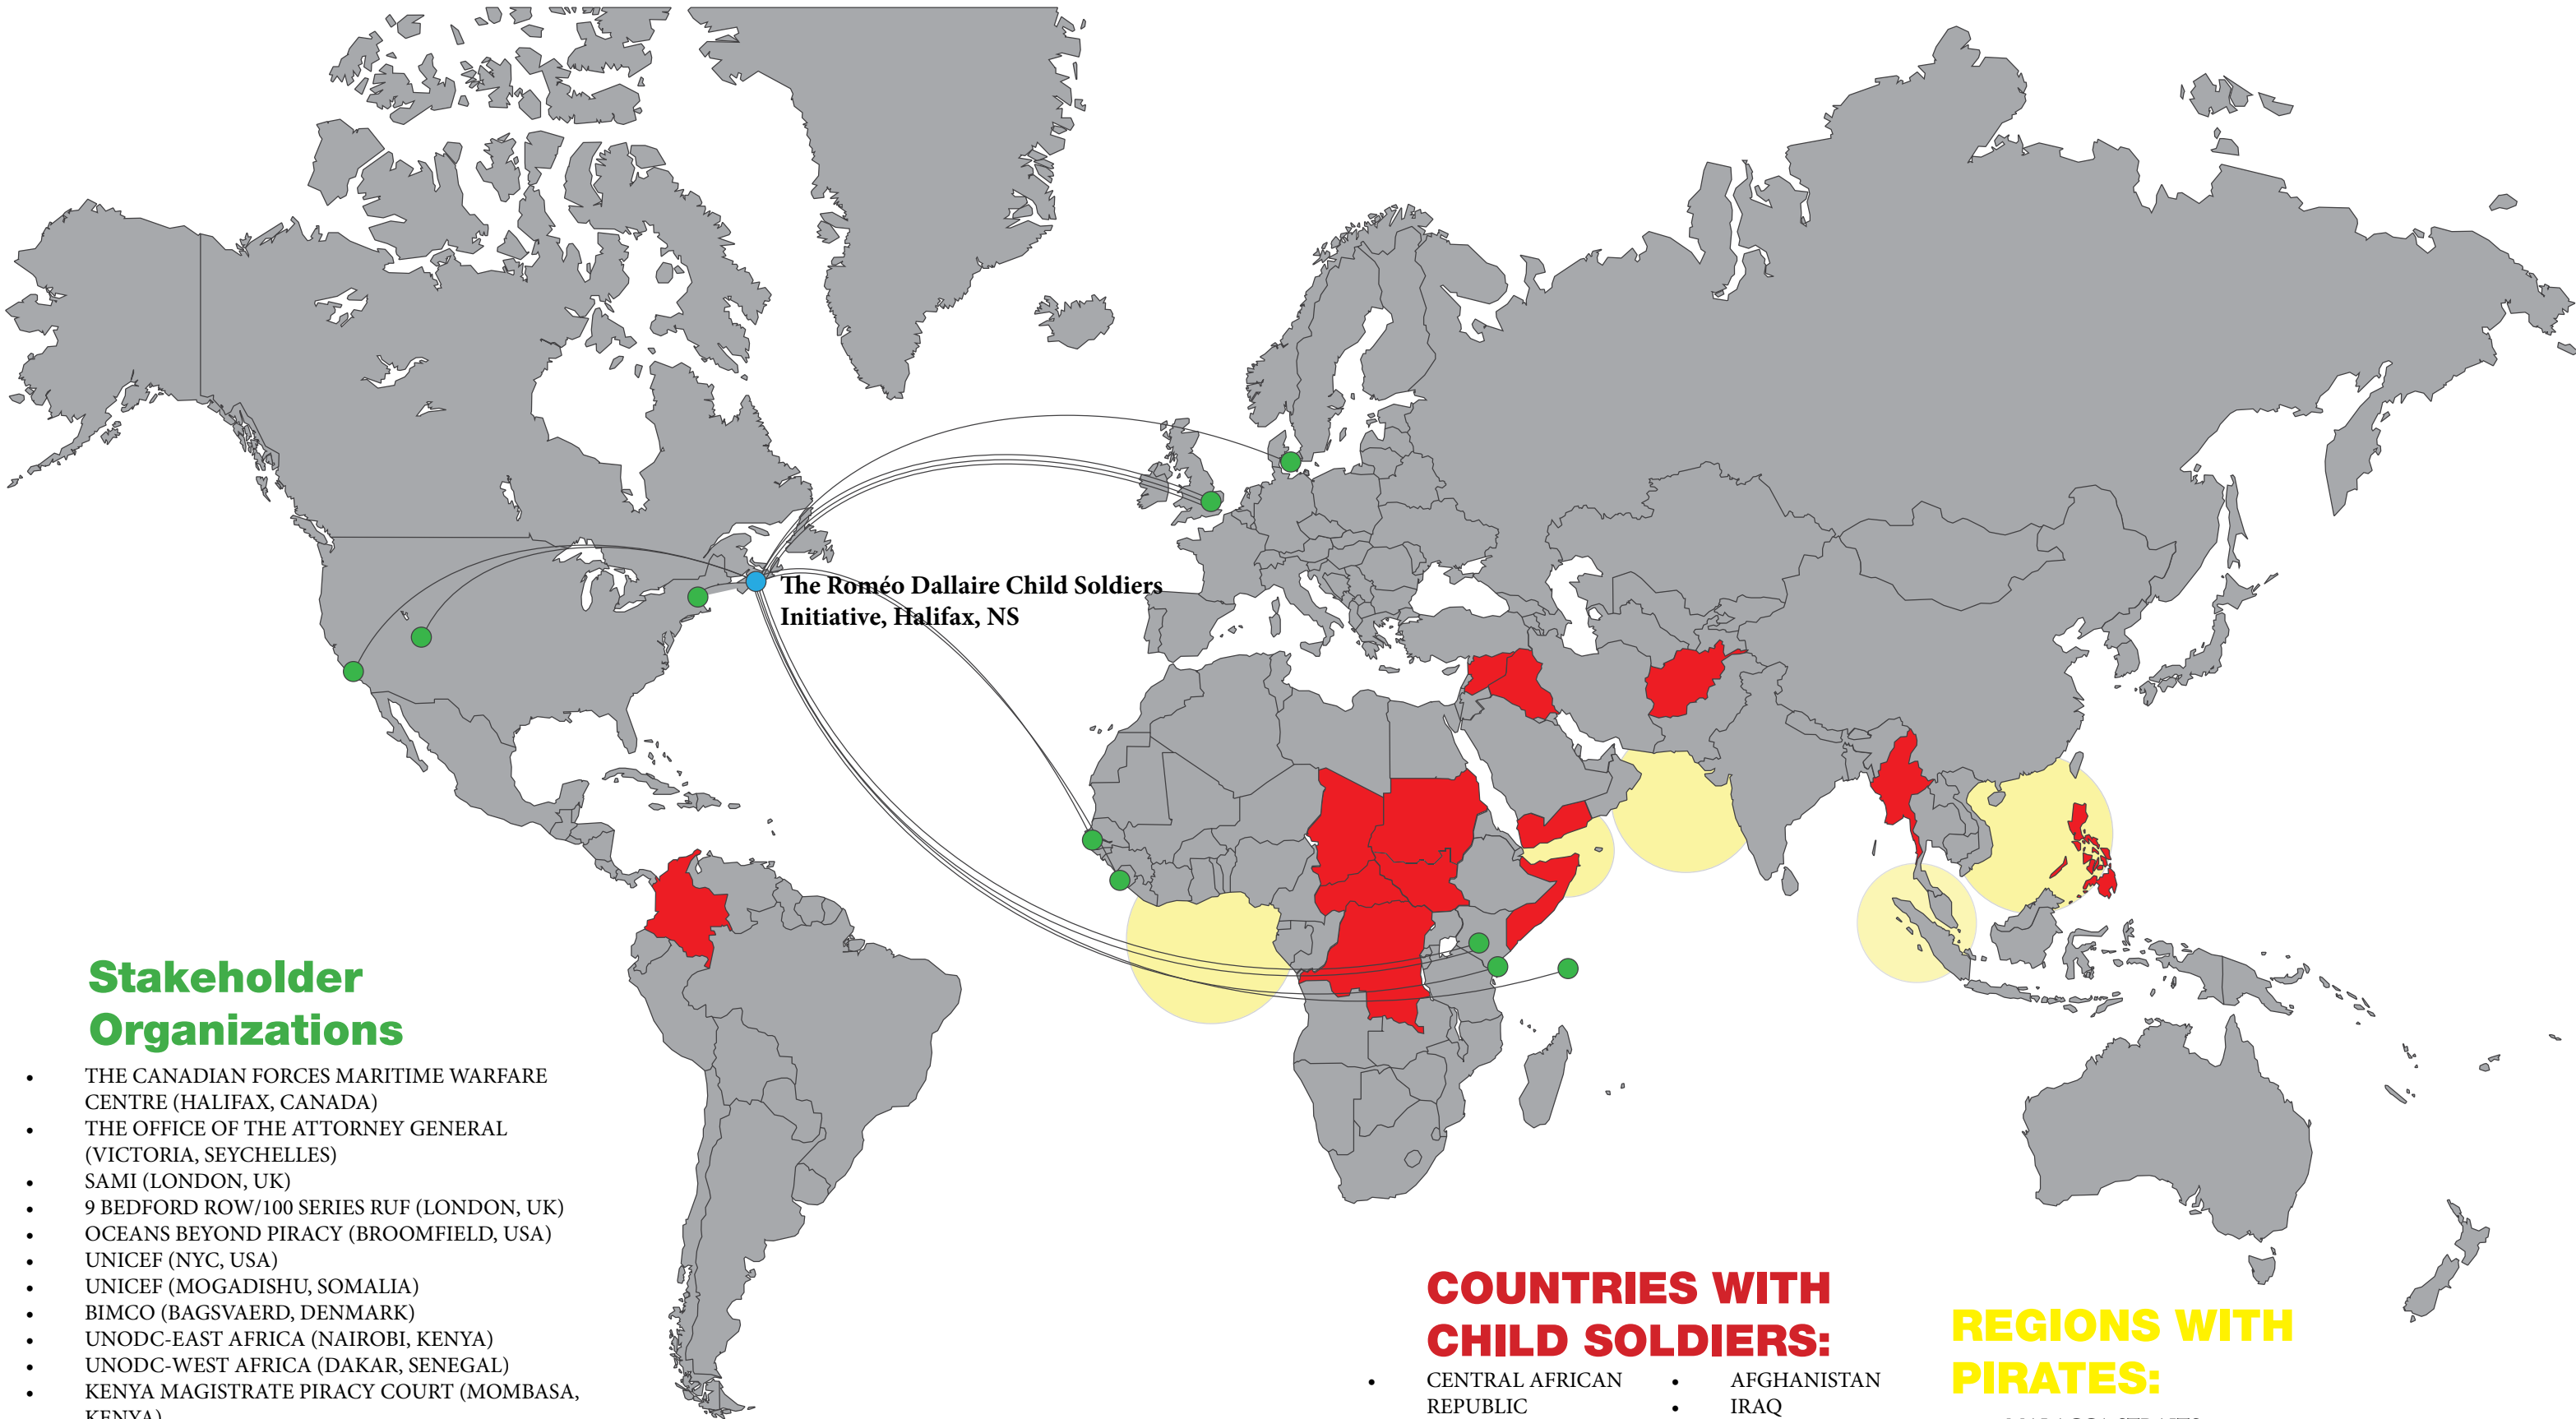 The Roméo Dallaire Child Soldiers
Initiative, Halifax, NS
Stakeholder
Organizations
• THE CANADIAN FORCES MARITIME WARFARE
CENTRE (HALIFAX, CANADA)
• THE OFFICE OF THE ATTORNEY GENERAL
(VICTORIA, SEYCHELLES)
• SAMI (LONDON, UK)
• 9 BEDFORD ROW/100 SERIES RUF (LONDON, UK)
• OCEANS BEYOND PIRACY (BROOMFIELD, USA)
• UNICEF (NYC, USA)
• UNICEF (MOGADISHU, SOMALIA)
• BIMCO (BAGSVAERD, DENMARK)
• UNODC-EAST AFRICA (NAIROBI, KENYA)
• UNODC-WEST AFRICA (DAKAR, SENEGAL)
• KENYA MAGISTRATE PIRACY COURT (MOMBASA,
KENYA)
COUNTRIES WITH
CHILD SOLDIERS:
• CENTRAL AFRICAN
REPUBLIC
• AFGHANISTAN
• IRAQ
REGIONS WITH
PIRATES: